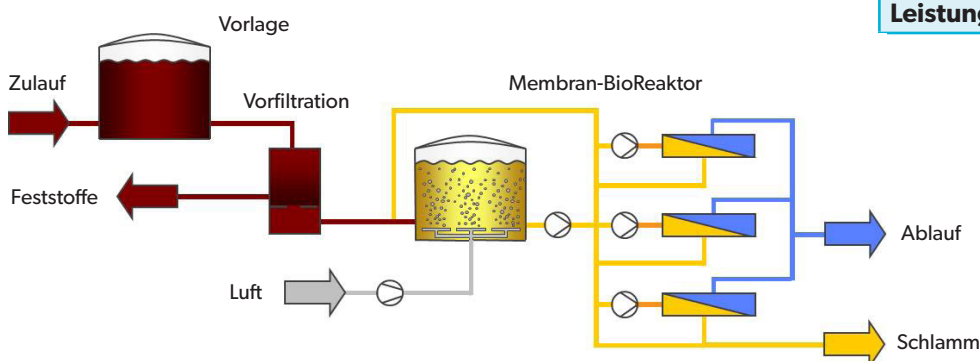 Leistung
Vorlage
Zulauf
Membran-BioReaktor
Vorfiltration
Feststoffe
Ablauf
Luft
Schlamm